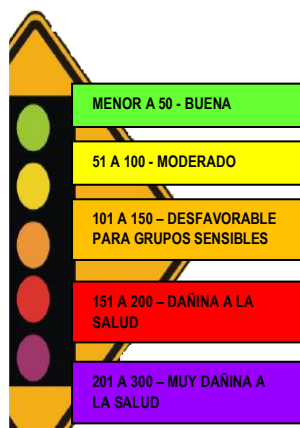 MENOR A 50 - BUENA
51 A 100 - MODERADO
101 A 150 – DESFAVORABLE
PARA GRUPOS SENSIBLES
151 A 200 – DAÑINA A LA
SALUD
201 A 300 – MUY DAÑINA A
LA SALUD